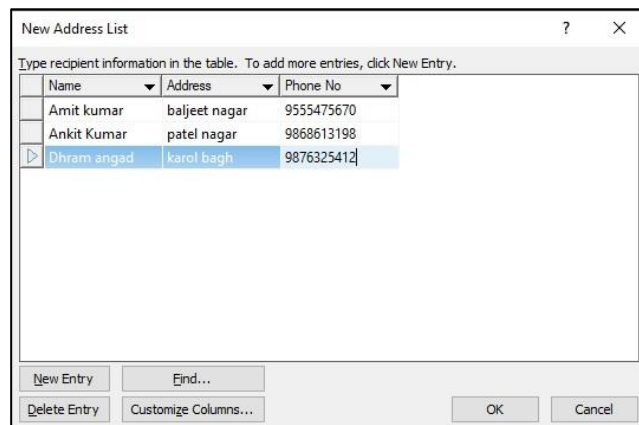 New Address List ? X
Type recipient information in the table. To add more entries, click New Entry.
Name Address Phone No
Amit kumar baljeet nagar 9555475670
Ankit Kumar patel nagar 9868613198
Dhram angad karol bagh 9876325412
New Entry Find...
Delete Entry Customize Columns... OK Cancel